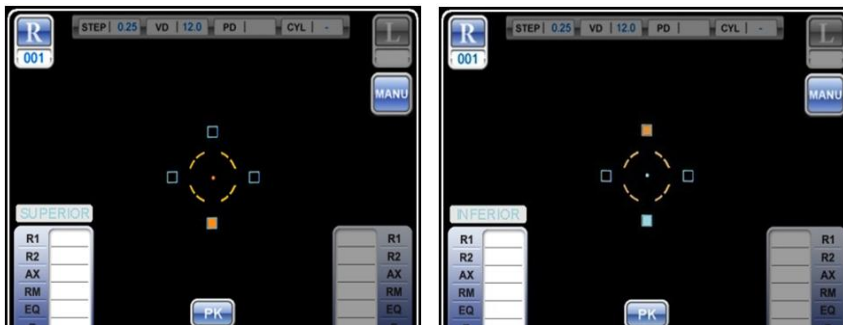 R STEP 0.25 VD 12.0 PD CYL - L
001
MANU
SUPERIOR
R1 R1
R2 R2
AX AX
RM RM
EQ EQ
PK
R STEP 0.25 VD 12.0 PD CYL - L
001
MANU
INFERIOR
R1 R1
R2 R2
AX AX
RM RM
EQ EQ
PK